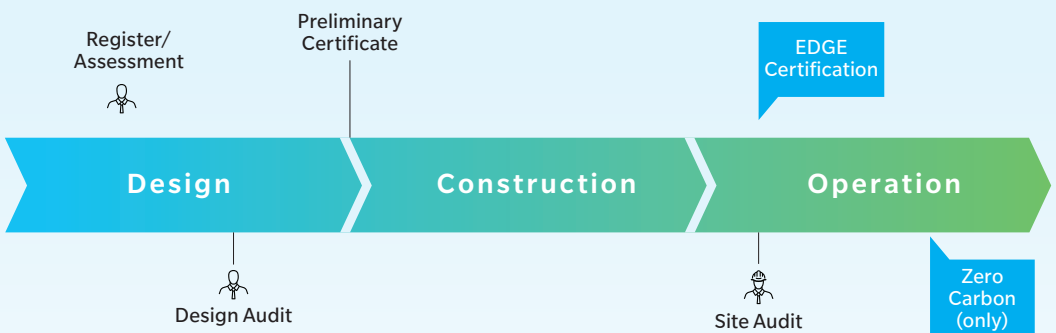 Register/
Assessment
Preliminary
Certificate
EDGE
Certification
Design
Construction
Operation
Design Audit
Site Audit
Zero
Carbon
(only)